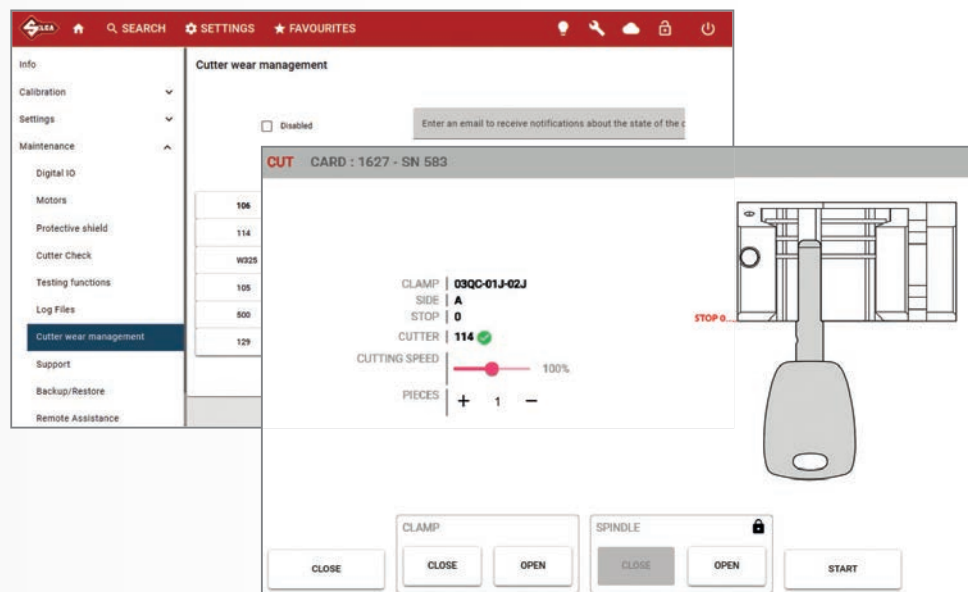 SILCA
SEARCH
SETTINGS
FAVOURITES
Info
Calibration
Settings
Maintenance
Digital IO
Motors
Protective shield
Cutter Check
Testing functions
Log Files
Cutter wear management
Support
Backup/Restore
Remote Assistance
Cutter wear management
Disabled
Enter an email to receive notifications about the state of the c
106
114
W325
105
500
129
CUT CARD : 1627 - SN 583
CLAMP 03QC-01J-02J
SIDE A
STOP 0
CUTTER 114
CUTTING SPEED 100%
PIECES + 1 −
STOP 0
CLOSE
CLAMP
CLOSE
OPEN
SPINDLE
CLOSE
OPEN
START